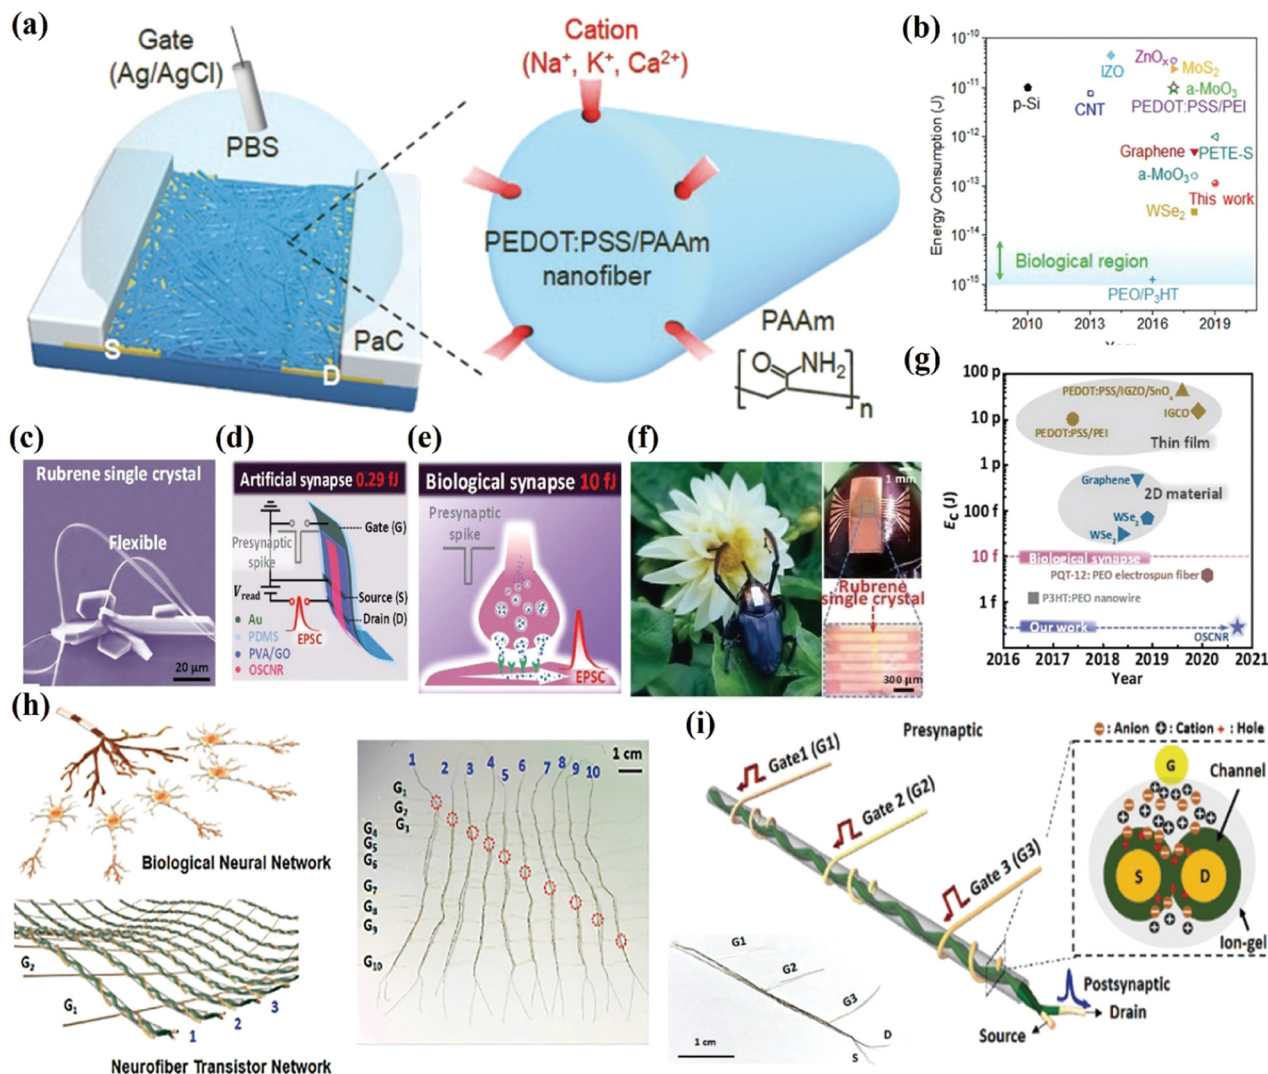 (a)
Gate
(Ag/AgCl)
PBS
S
D
PaC
Cation
(Na⁺, K⁺, Ca²⁺)
PEDOT:PSS/PAAm
nanofiber
PAAm
O
NH₂
n
(b)
Energy Consumption (J)
10⁻¹⁰
10⁻¹¹
10⁻¹²
10⁻¹³
10⁻¹⁴
10⁻¹⁵
p-Si
CNT
IZO
ZnOₓ
MoS₂
a-MoO₃
PEDOT:PSS/PEI
Graphene
PETE-S
a-MoO₃
This work
WSe₂
Biological region
PEO/P₃HT
2010
2013
2016
2019
(c)
Rubrene single crystal
Flexible
20 μm
(d)
Artificial synapse 0.29 fJ
Presynaptic
spike
Vread
EPSC
Gate (G)
Source (S)
Drain (D)
Au
PDMS
PVA/GO
OSCNR
(e)
Biological synapse 10 fJ
Presynaptic
spike
EPSC
(f)
1 mm
Rubrene
single crystal
300 μm
(g)
E_C (J)
100 p
10 p
1 p
100 f
10 f
1 f
PEDOT:PSS/IGZO/SnOₓ
IGCO
PEDOT:PSS/PEI
Thin film
Graphene
2D material
WSe₂
WSe₂
Biological synapse
PQT-12: PEO electrospun fiber
P3HT:PEO nanowire
Our work
OSCNR
2016
2017
2018
2019
2020
2021
Year
(h)
Biological Neural Network
G₂
G₁
1
2
3
Neurofiber Transistor Network
1 cm
1
2
3
4
5
6
7
8
9
10
G₁
G₂
G₃
G₄
G₅
G₆
G₇
G₈
G₉
G₁₀
(i)
Presynaptic
Gate1 (G1)
Gate 2 (G2)
Gate 3 (G3)
: Anion
: Cation
: Hole
G
Channel
S
D
Ion-gel
Postsynaptic
Drain
Source
G1
G2
G3
D
S
1 cm